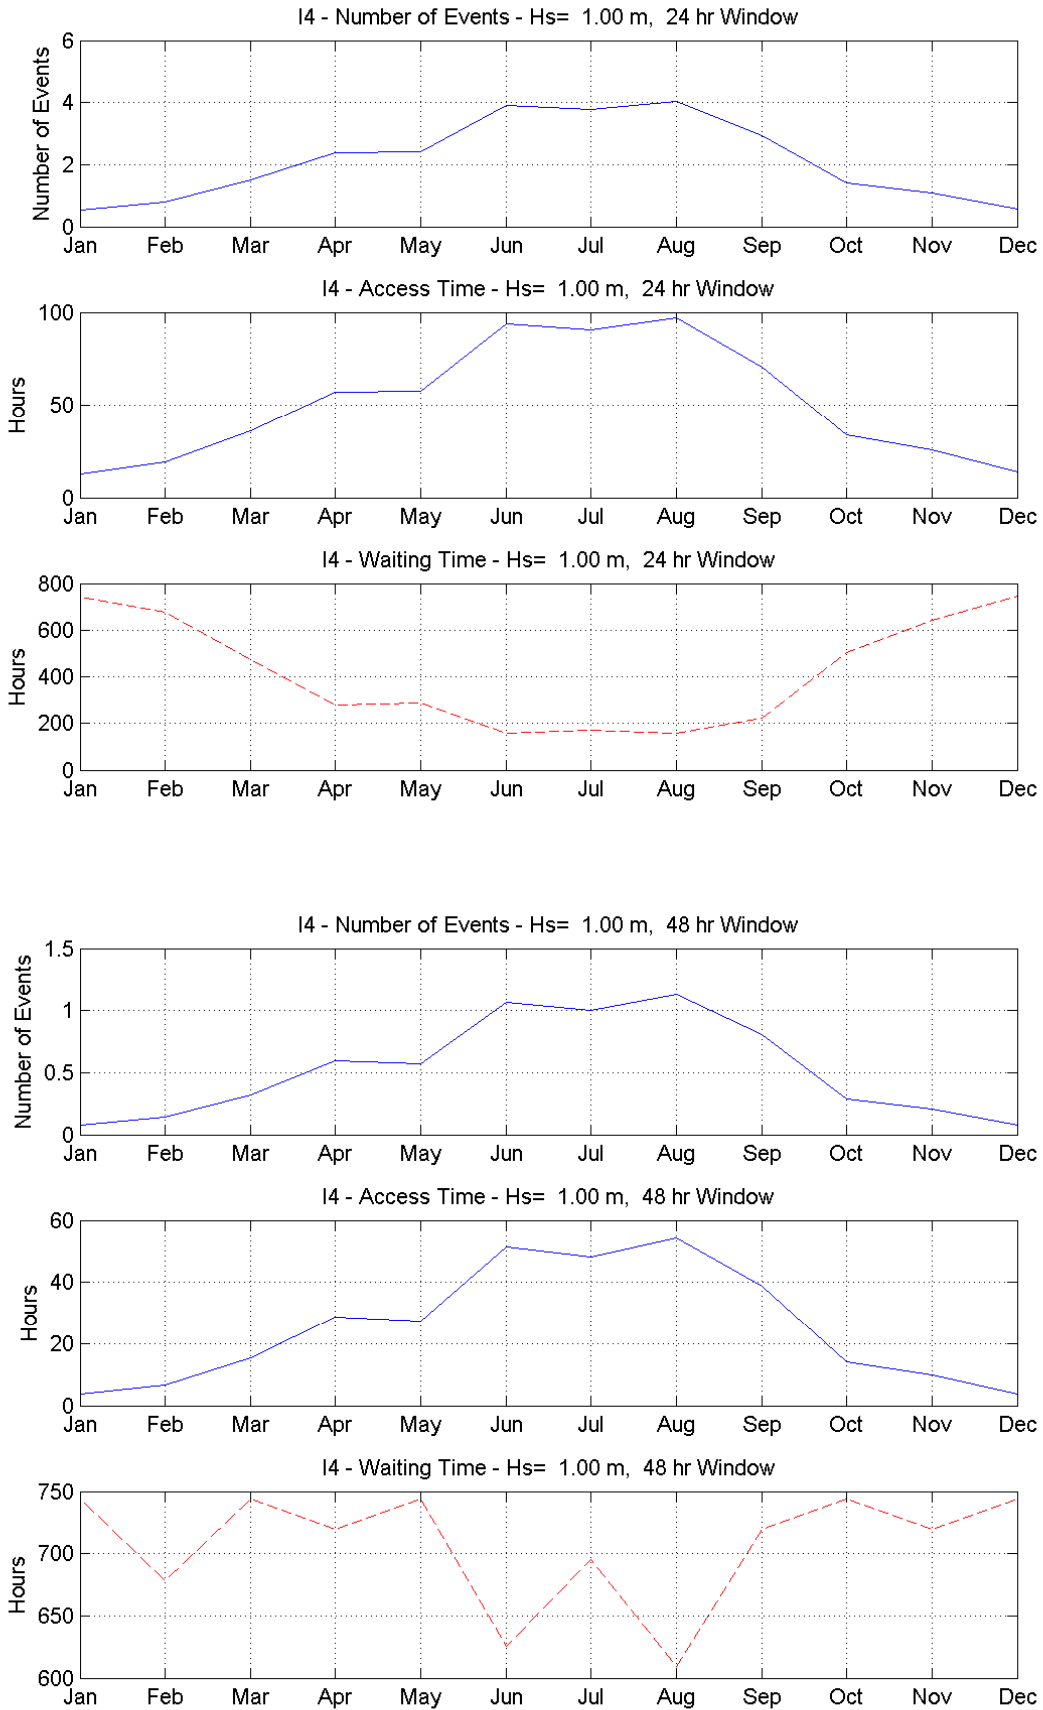 I4 - Number of Events - Hs=  1.00 m,  24 hr Window
Number of Events
6
4
2
0
Jan Feb Mar Apr May Jun Jul Aug Sep Oct Nov Dec
I4 - Access Time - Hs=  1.00 m,  24 hr Window
Hours
100
50
0
Jan Feb Mar Apr May Jun Jul Aug Sep Oct Nov Dec
I4 - Waiting Time - Hs=  1.00 m,  24 hr Window
Hours
800
600
400
200
0
Jan Feb Mar Apr May Jun Jul Aug Sep Oct Nov Dec
I4 - Number of Events - Hs=  1.00 m,  48 hr Window
Number of Events
1.5
1
0.5
0
Jan Feb Mar Apr May Jun Jul Aug Sep Oct Nov Dec
I4 - Access Time - Hs=  1.00 m,  48 hr Window
Hours
60
40
20
0
Jan Feb Mar Apr May Jun Jul Aug Sep Oct Nov Dec
I4 - Waiting Time - Hs=  1.00 m,  48 hr Window
Hours
750
700
650
600
Jan Feb Mar Apr May Jun Jul Aug Sep Oct Nov Dec